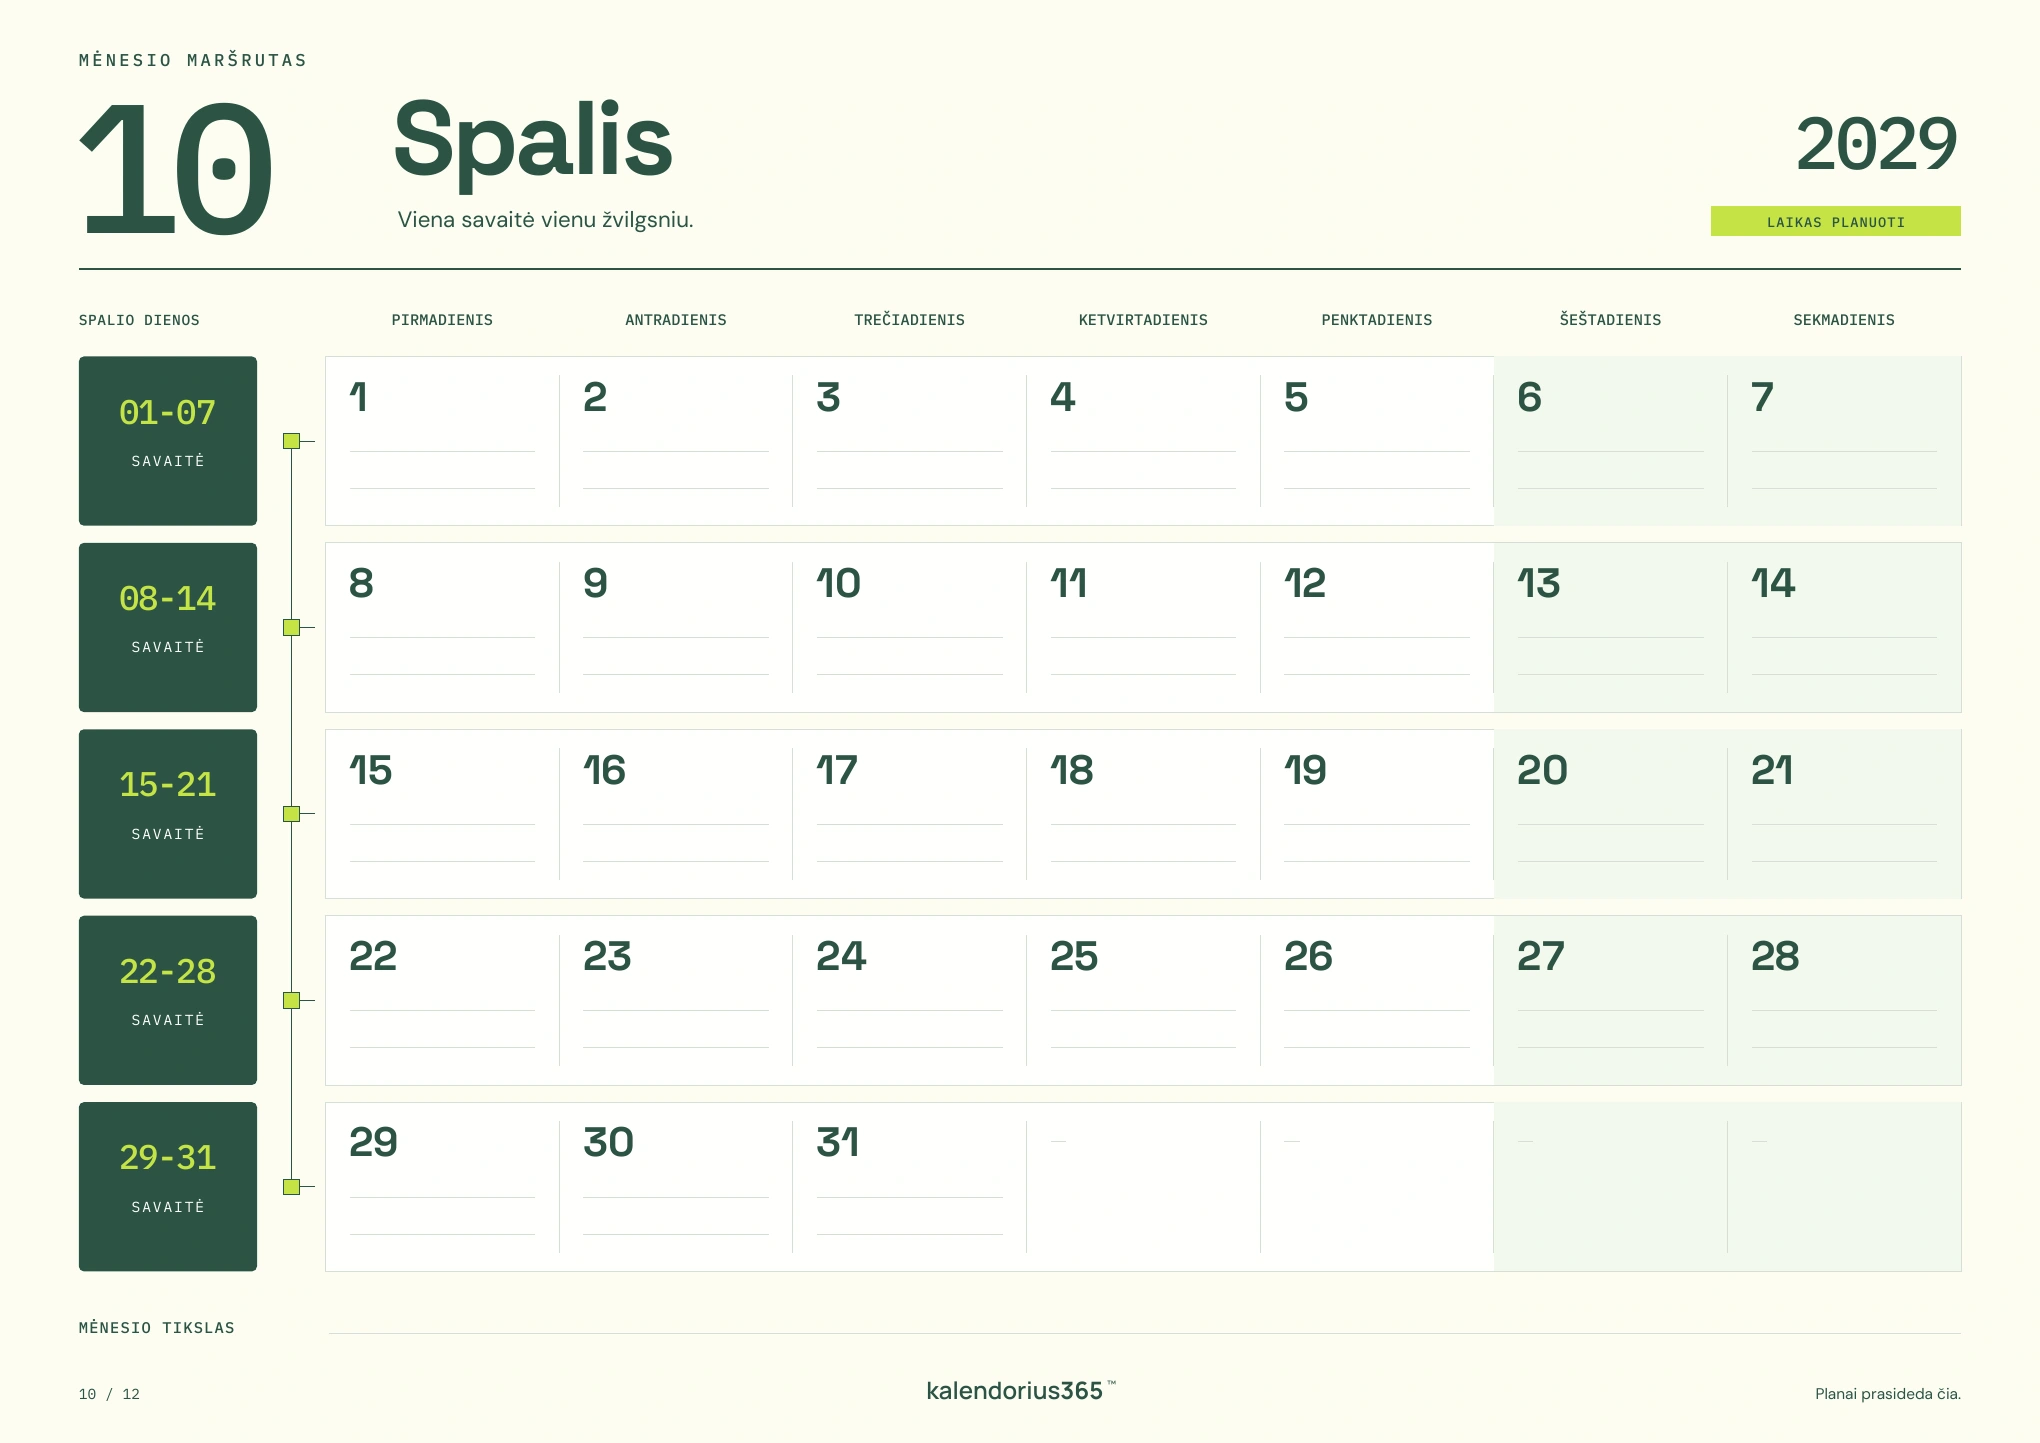 MĖNESIO MARŠRUTAS
10
Spalis
2029
Viena savaitė vienu žvilgsniu.
LAIKAS PLANUOTI
SPALIO DIENOS PIRMADIENIS ANTRADIENIS TREČIADIENIS KETVIRTADIENIS PENKTADIENIS ŠEŠTADIENIS SEKMADIENIS
01-07
SAVAITĖ
1 2 3 4 5 6 7
08-14
SAVAITĖ
8 9 10 11 12 13 14
15-21
SAVAITĖ
15 16 17 18 19 20 21
22-28
SAVAITĖ
22 23 24 25 26 27 28
29-31
SAVAITĖ
29 30 31 — — — —
MĖNESIO TIKSLAS
10 / 12
kalendorius365™
Planai prasideda čia.